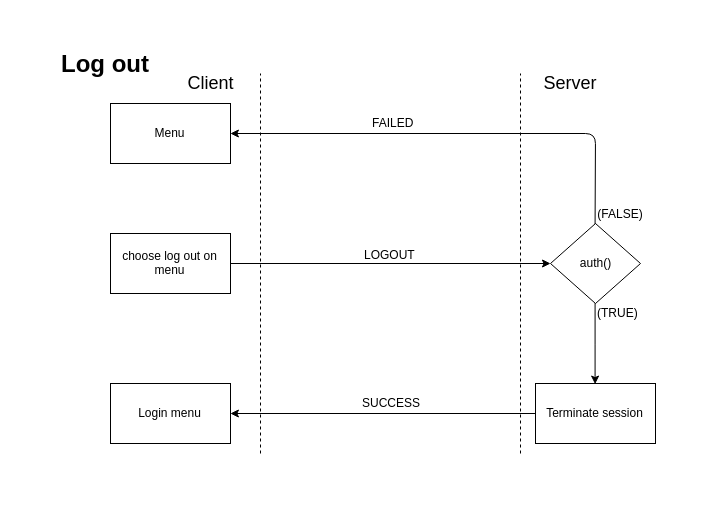 Log out
Client
Server
Menu
FAILED
(FALSE)
choose log out on
menu
LOGOUT
auth()
(TRUE)
Login menu
SUCCESS
Terminate session